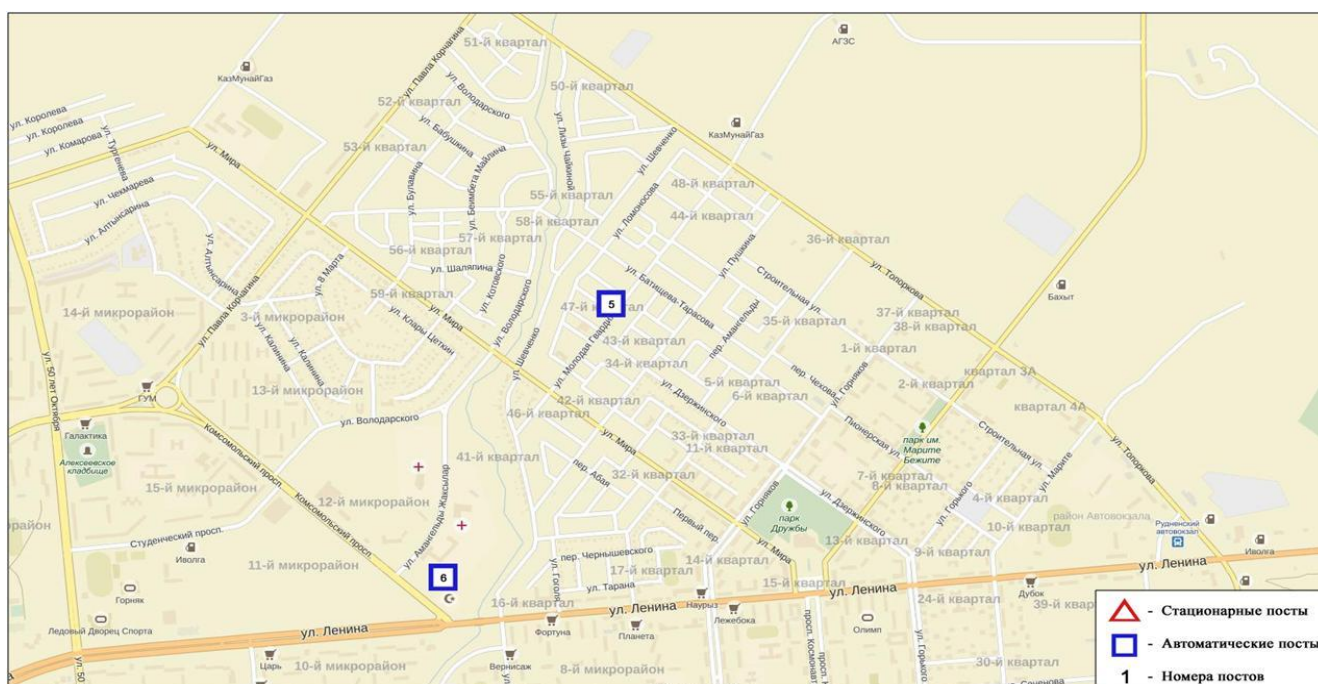 51-й квартал
АГЗС
КазМунайГаз
ул. Павла Корчагина
50-й квартал
ул. Володарского
52-й квартал
ул. Королева
ул. Королева
ул. Комарова
ул. Тургенева
ул. Мира
53-й квартал
ул. Бабушкина
ул. Лизы Чайкиной
ул. Шевченко
КазМунайГаз
ул. Булавина
ул. Беимбета Майлина
ул. Чекмарева
ул. Алтынсарина
55-й квартал
48-й квартал
ул. Ломоносова
44-й квартал
58-й квартал
57-й квартал
56-й квартал
36-й квартал
ул. Топоркова
ул. Пушкина
Строительная ул.
ул. Алтынсарина
ул. 8 Марта
ул. Шаляпина
ул. Котовского
ул. Володарского
ул. Батищева-Тарасова
Бахыт
59-й квартал
ул. Мира
ул. Клары Цеткин
47-й квартал
5
14-й микрорайон
3-й микрорайон
ул. Павла Корчагина
ул. Калинина
ул. Калинина
37-й квартал
38-й квартал
35-й квартал
пер. Амангельды
43-й квартал
34-й квартал
1-й квартал
2-й квартал
квартал 3А
ул. Шевченко
ул. Молодая Гвардия
ул. 50 лет Октября
13-й микрорайон
ГУМ
5-й квартал
6-й квартал
пер. Чехова
ул. Горняков
ул. Дзержинского
42-й квартал
46-й квартал
квартал 4А
ул. Володарского
Галактика
Алексеевское
кладбище
Комсомольский просп.
ул. Мира
33-й квартал
11-й квартал
Пионерская ул.
парк им.
Марите
Бежите
Строительная ул.
ул. Топоркова
ул. Марите
41-й квартал
пер. Абая
32-й квартал
15-й микрорайон
12-й микрорайон
7-й квартал
8-й квартал
ул. Горького
4-й квартал
10-й квартал
район Автовокзала
Рудненский
автовокзал
Иволга
Комсомольский просп.
ул. Амангельды Жаксылар
ул. Горняков
парк
Дружбы
ул. Дзержинского
Первый пер.
ул. Мира
13-й квартал
9-й квартал
Студенческий просп.
Иволга
11-й микрорайон
пер. Чернышевского
17-й квартал
14-й квартал
ул. Гоголя
ул. Тарана
15-й квартал
6
Горняк
16-й квартал
ул. Ленина
ул. Ленина
ул. Ленина
ул. Ленина
Наурыз
Дубок
24-й квартал
Ледовый Дворец Спорта
Фортуна
Планета
Лежебока
Олимп
Царь
10-й микрорайон
Вернисаж
8-й микрорайон
ул. Горького
30-й квартал
- Стационарные посты
- Автоматические посты
1 - Номера постов